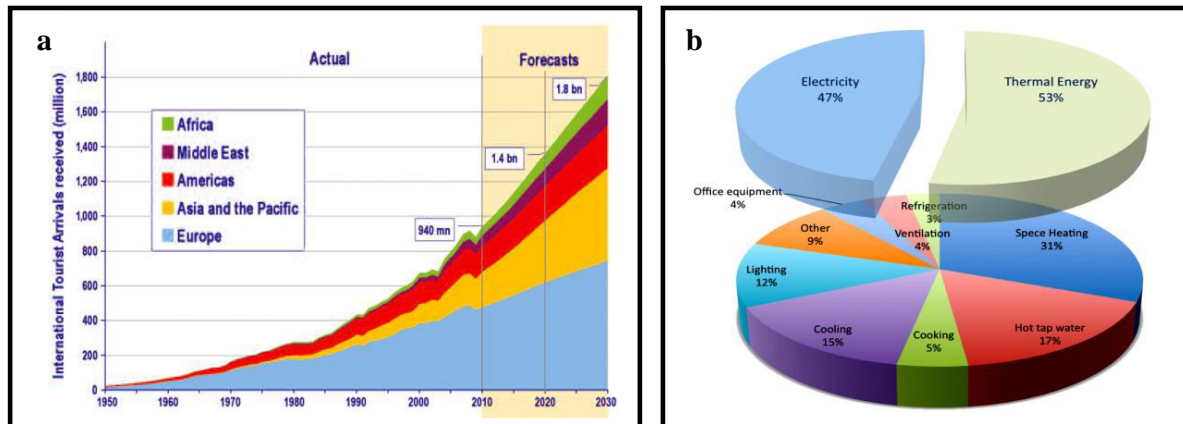 a
Actual
Forecasts
International Tourist Arrivals received (million)
1,800
1,600
1,400
1,200
1,000
800
600
400
200
0
1950
1960
1970
1980
1990
2000
2010
2020
2030
Africa
Middle East
Americas
Asia and the Pacific
Europe
940 mn
1.4 bn
1.8 bn
b
Electricity
47%
Thermal Energy
53%
Office equipment
4%
Refrigeration
3%
Ventilation
4%
Spece Heating
31%
Other
9%
Lighting
12%
Cooling
15%
Cooking
5%
Hot tap water
17%